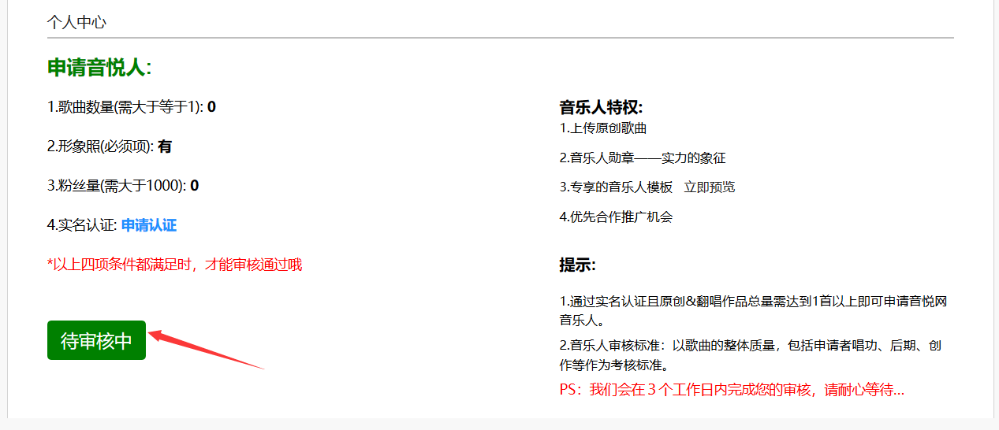 个人中心
申请音悦人:
1.歌曲数量(需大于等于1): 0
2.形象照(必须项): 有
3.粉丝量(需大于1000): 0
4.实名认证: 申请认证
*以上四项条件都满足时，才能审核通过哦
待审核中
音乐人特权:
1.上传原创歌曲
2.音乐人勋章——实力的象征
3.专享的音乐人模板 立即预览
4.优先合作推广机会
提示:
1.通过实名认证且原创&翻唱作品总量需达到1首以上即可申请音悦网
音乐人。
2.音乐人审核标准：以歌曲的整体质量，包括申请者唱功、后期、创
作等作为考核标准。
PS：我们会在 3 个工作日内完成您的审核，请耐心等待...